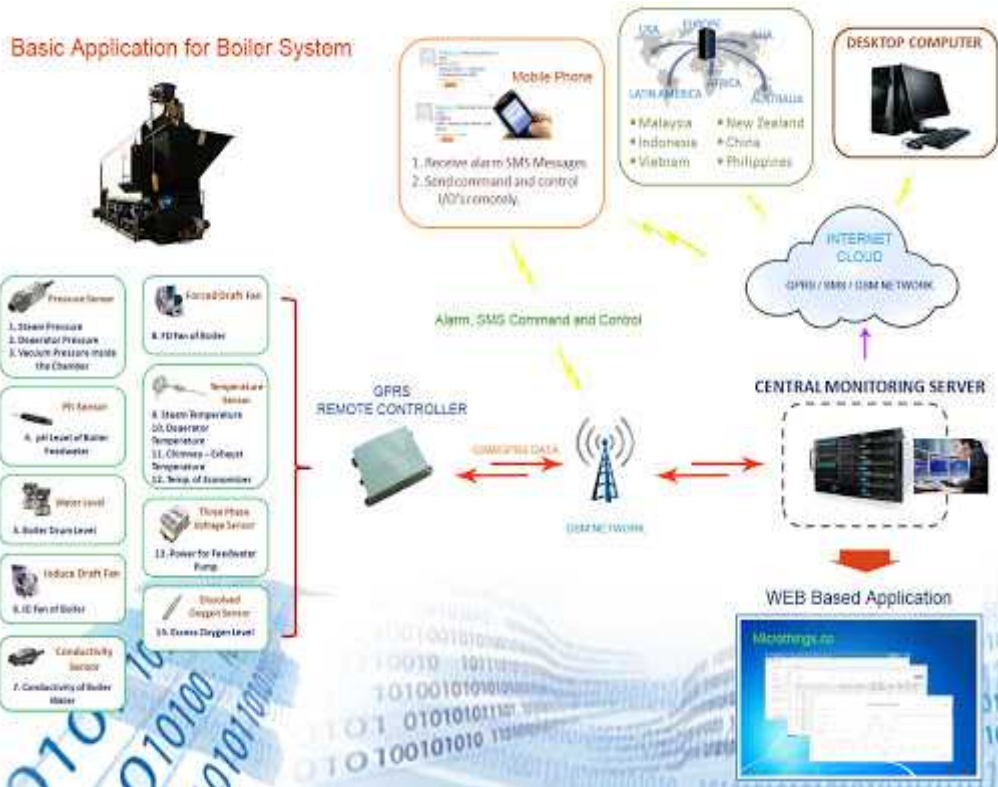 Basic Application for Boiler System
Mobile Phone
1. Receive alarm SMS Messages
2. Send command and control
I/O's remotely.
USA
EUROPE
ASIA
LATIN AMERICA
AFRICA
AUSTRALIA
• Malaysia
• Indonesia
• Vietnam
• New Zealand
• China
• Philippines
DESKTOP COMPUTER
INTERNET
CLOUD
GPRS / SMS / GSM NETWORK
Pressure Sensor
1. Steam Pressure
2. Deaerator Pressure
3. Vacuum Pressure Inside
the Chamber
PH Sensor
4. pH Level of Boiler
Feedwater
Water Level
5. Boiler Drum Level
Induce Draft Fan
6. ID Fan of Boiler
Conductivity
Sensor
7. Conductivity of Boiler
Water
Forced Draft Fan
8. FD Fan of Boiler
Temperature
Sensor
9. Steam Temperature
10. Deaerator
Temperature
11. Chimney – Exhaust
Temperature
12. Temp. of Economizer
Three Phase
Voltage Sensor
13. Power for Feedwater
Pump
Dissolved
Oxygen Sensor
14. Excess Oxygen Level
Alarm, SMS Command and Control
GPRS
REMOTE CONTROLLER
GSM/GPRS DATA
GSM NETWORK
CENTRAL MONITORING SERVER
WEB Based Application
Microthings.co